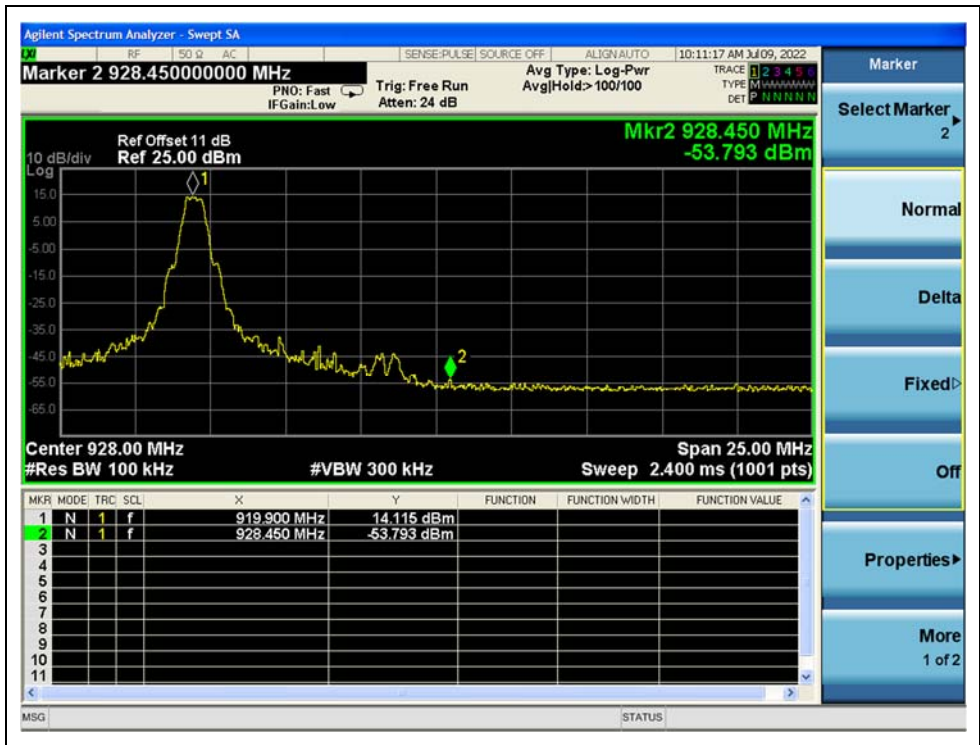 Agilent Spectrum Analyzer - Swept SA
LXI RF 50 Ω AC SENSE:PULSE SOURCE OFF ALIGN AUTO 10:11:17 AM Jul 09, 2022
Marker 2 928.450000000 MHz
PNO: Fast
IFGain:Low
Trig: Free Run
Atten: 24 dB
Avg Type: Log-Pwr
Avg|Hold:> 100/100
TRACE 1 2 3 4 5 6
TYPE M WWWWW
DET P N N N N N
Ref Offset 11 dB
10 dB/div Ref 25.00 dBm
Log
Mkr2 928.450 MHz
-53.793 dBm
1
15.0
5.00
-5.00
-15.0
-25.0
-35.0
-45.0
2
-55.0
-65.0
Center 928.00 MHz Span 25.00 MHz
#Res BW 100 kHz #VBW 300 kHz Sweep 2.400 ms (1001 pts)
MKR MODE TRC SCL X Y FUNCTION FUNCTION WIDTH FUNCTION VALUE
1 N 1 f 919.900 MHz 14.115 dBm
2 N 1 f 928.450 MHz -53.793 dBm
3
4
5
6
7
8
9
10
11
MSG STATUS
Marker
Select Marker
2
Normal
Delta
Fixed
Off
Properties
More
1 of 2